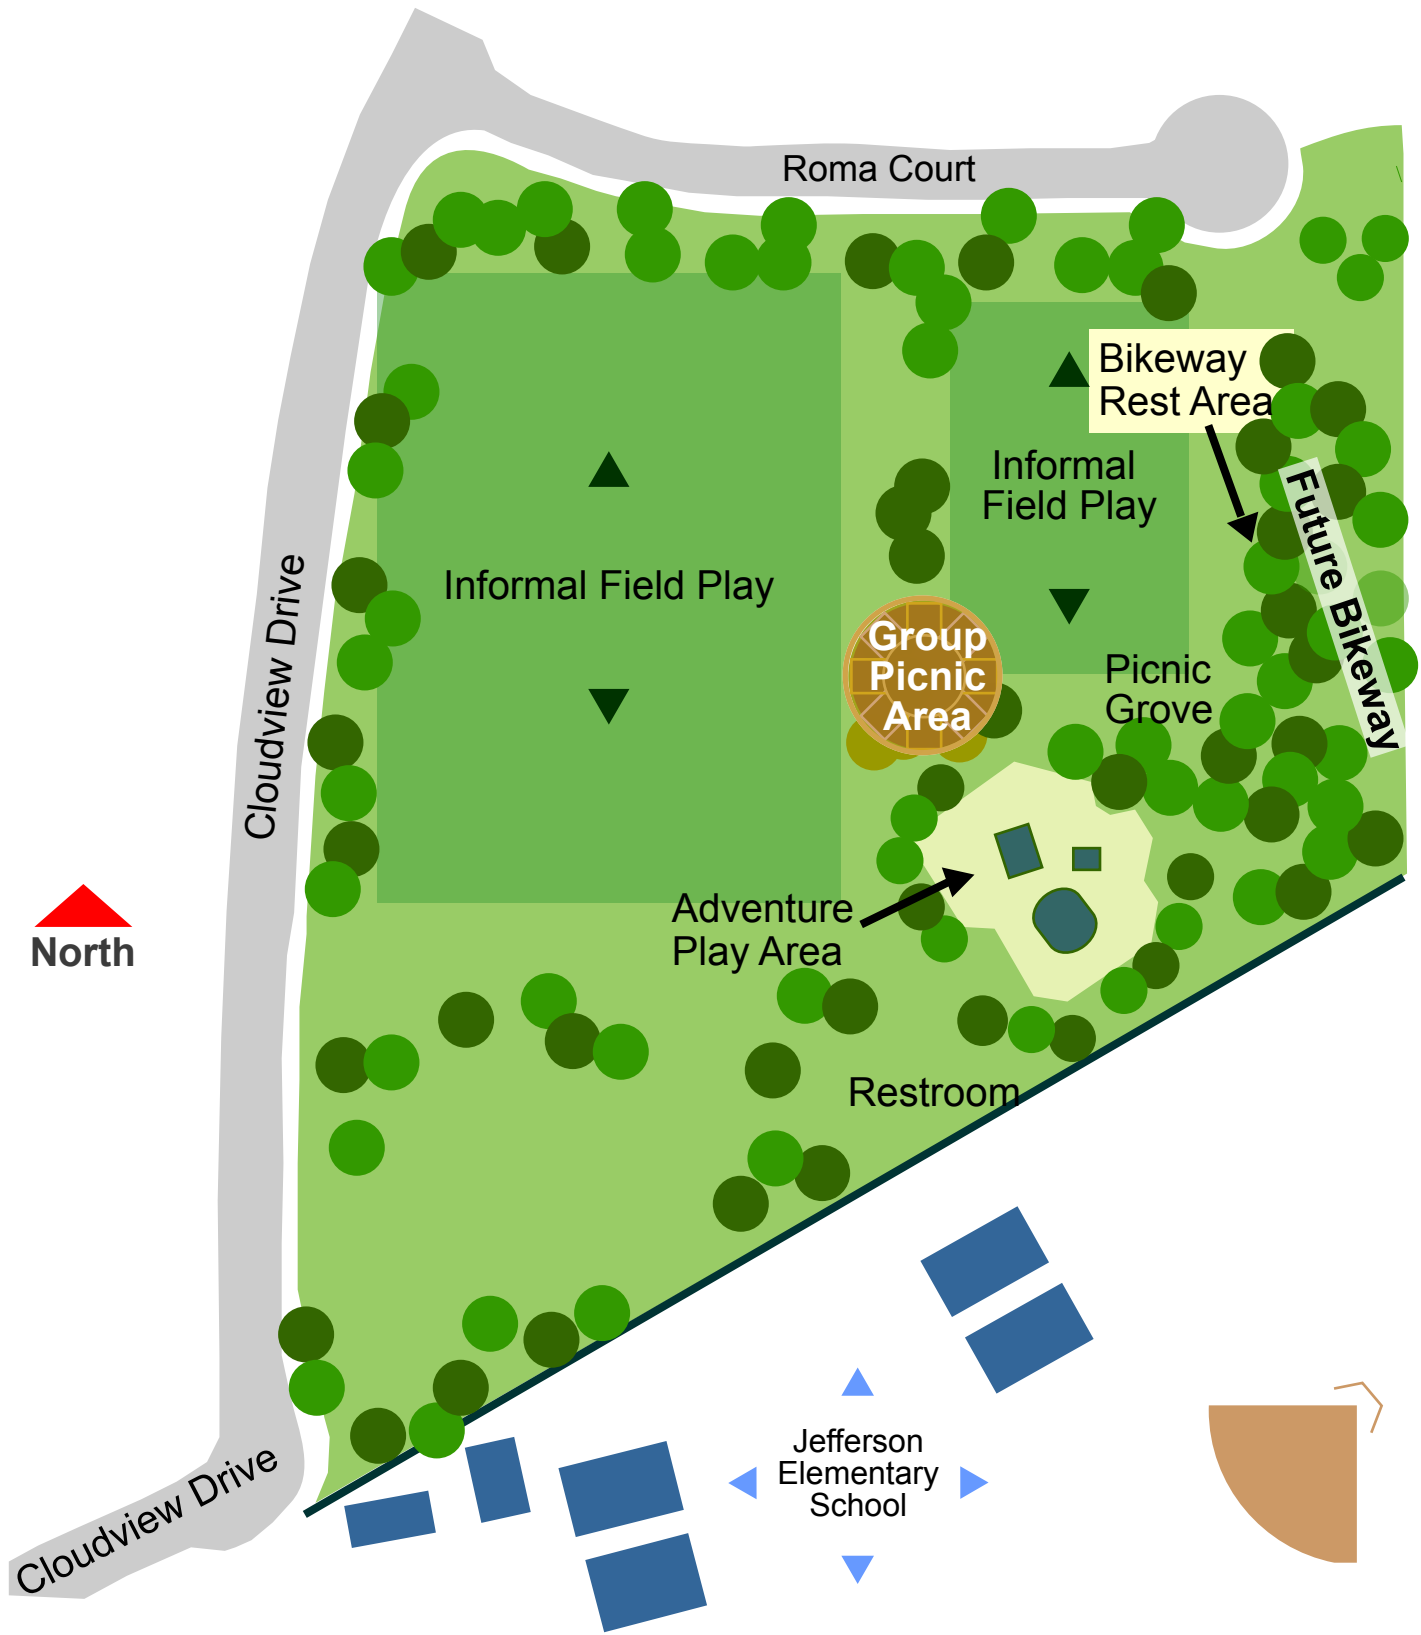 Roma Court
Bikeway
Rest Area
Informal
Field Play
Future Bikeway
Informal Field Play
Cloudview Drive
Group
Picnic
Area
Picnic
Grove
Adventure
Play Area
North
Restroom
Jefferson
Elementary
School
Cloudview Drive